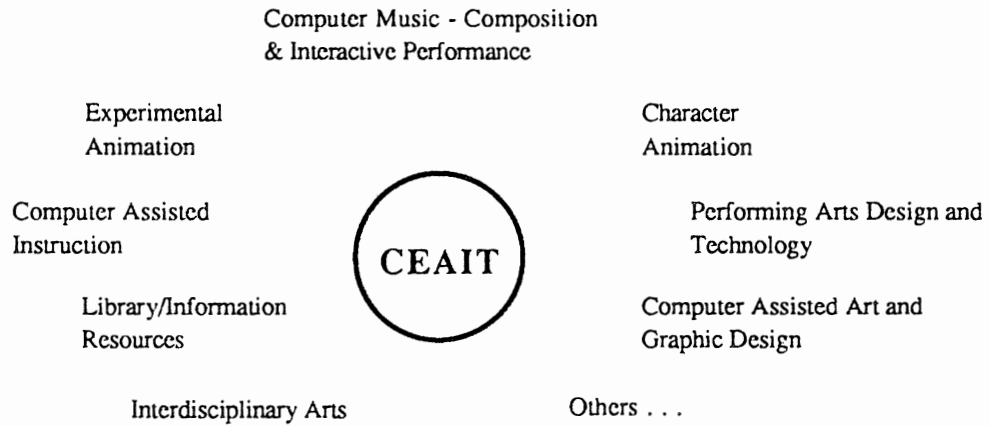 Computer Music - Composition
& Interactive Performance
Experimental
Animation
Character
Animation
Computer Assisted
Instruction
Performing Arts Design and
Technology
CEAIT
Library/Information
Resources
Computer Assisted Art and
Graphic Design
Interdisciplinary Arts
Others . . .